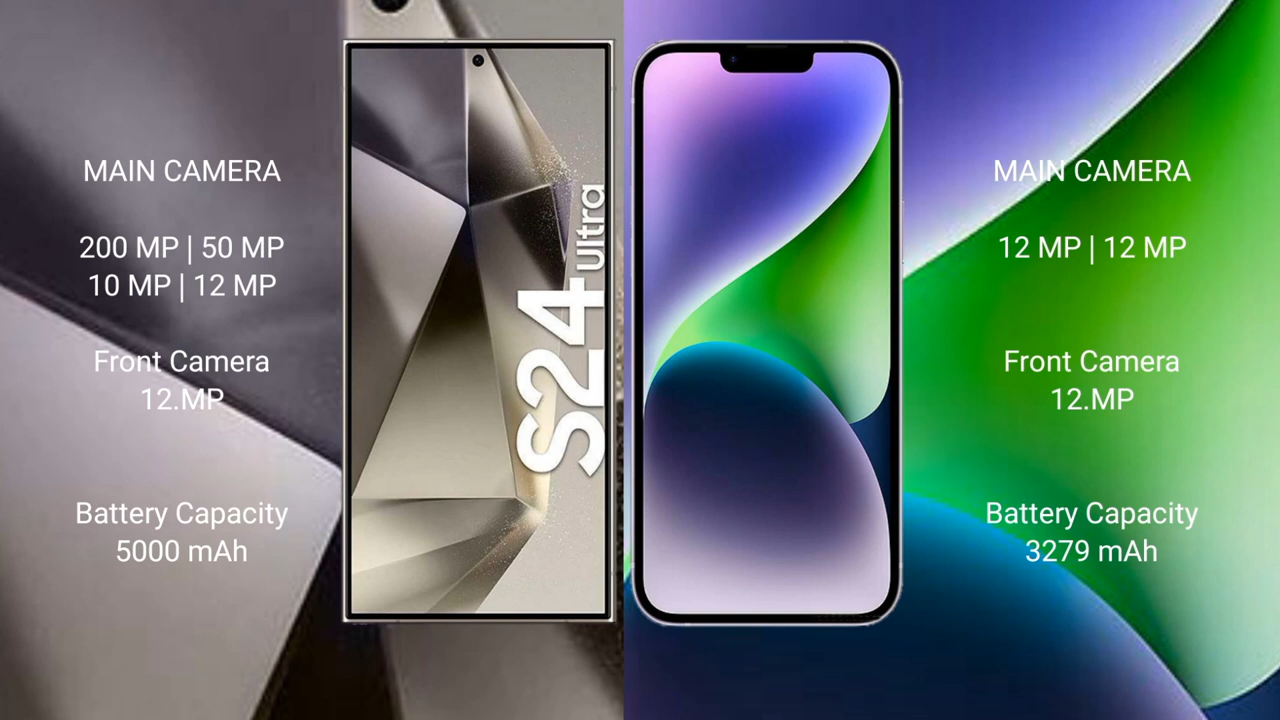 MAIN CAMERA
200 MP | 50 MP
10 MP | 12 MP
Front Camera
12.MP
Battery Capacity
5000 mAh
S24 Ultra
MAIN CAMERA
12 MP | 12 MP
Front Camera
12.MP
Battery Capacity
3279 mAh